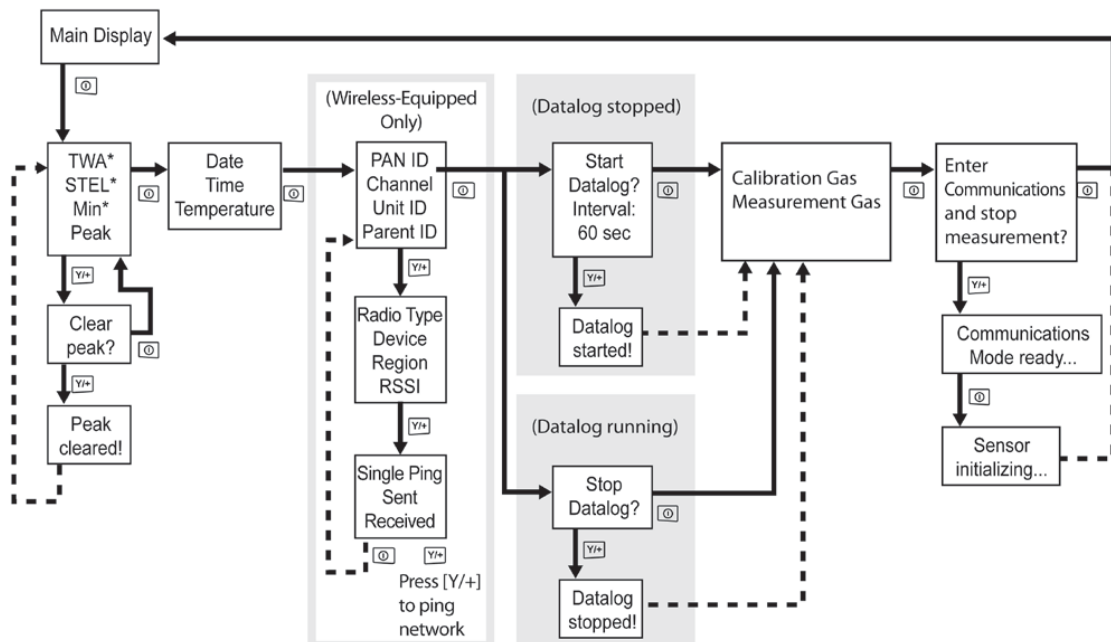 Main Display
TWA*
STEL*
Min*
Peak
Y/+
Clear
peak?
Y/+
Peak
cleared!
Date
Time
Temperature
(Wireless-Equipped
Only)
PAN ID
Channel
Unit ID
Parent ID
Y/+
Radio Type
Device
Region
RSSI
Y/+
Single Ping
Sent
Received
Y/+
Press [Y/+]
to ping
network
(Datalog stopped)
Start
Datalog?
Interval:
60 sec
Y/+
Datalog
started!
(Datalog running)
Stop
Datalog?
Y/+
Datalog
stopped!
Calibration Gas
Measurement Gas
Enter
Communications
and stop
measurement?
Y/+
Communications
Mode ready...
Sensor
initializing...